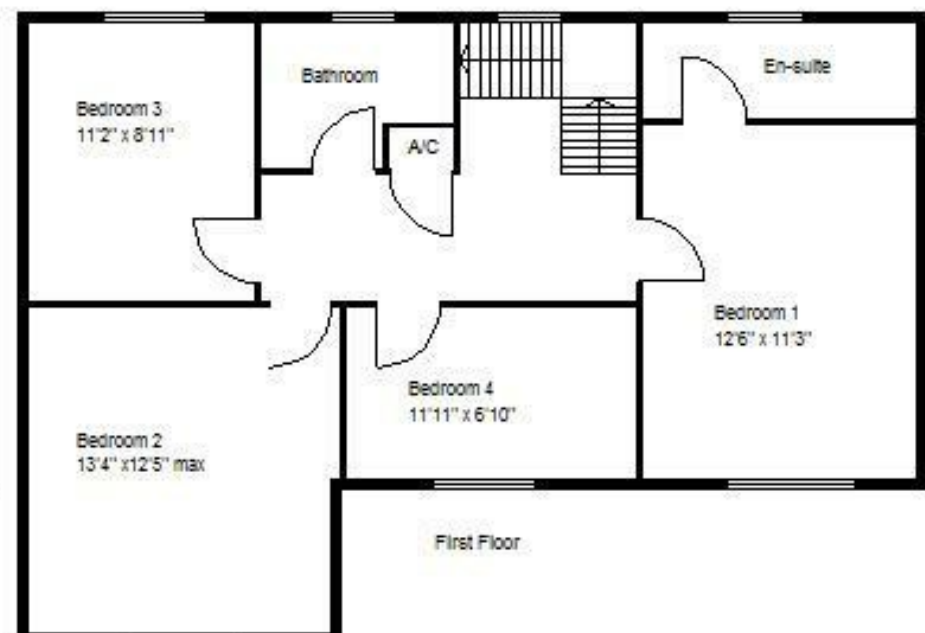 Bathroom
En-suite
Bedroom 3
11'2" x 8'11"
A/C
Bedroom 1
12'6" x 11'3"
Bedroom 4
11'11" x 6'10"
Bedroom 2
13'4" x12'5" max
First Floor